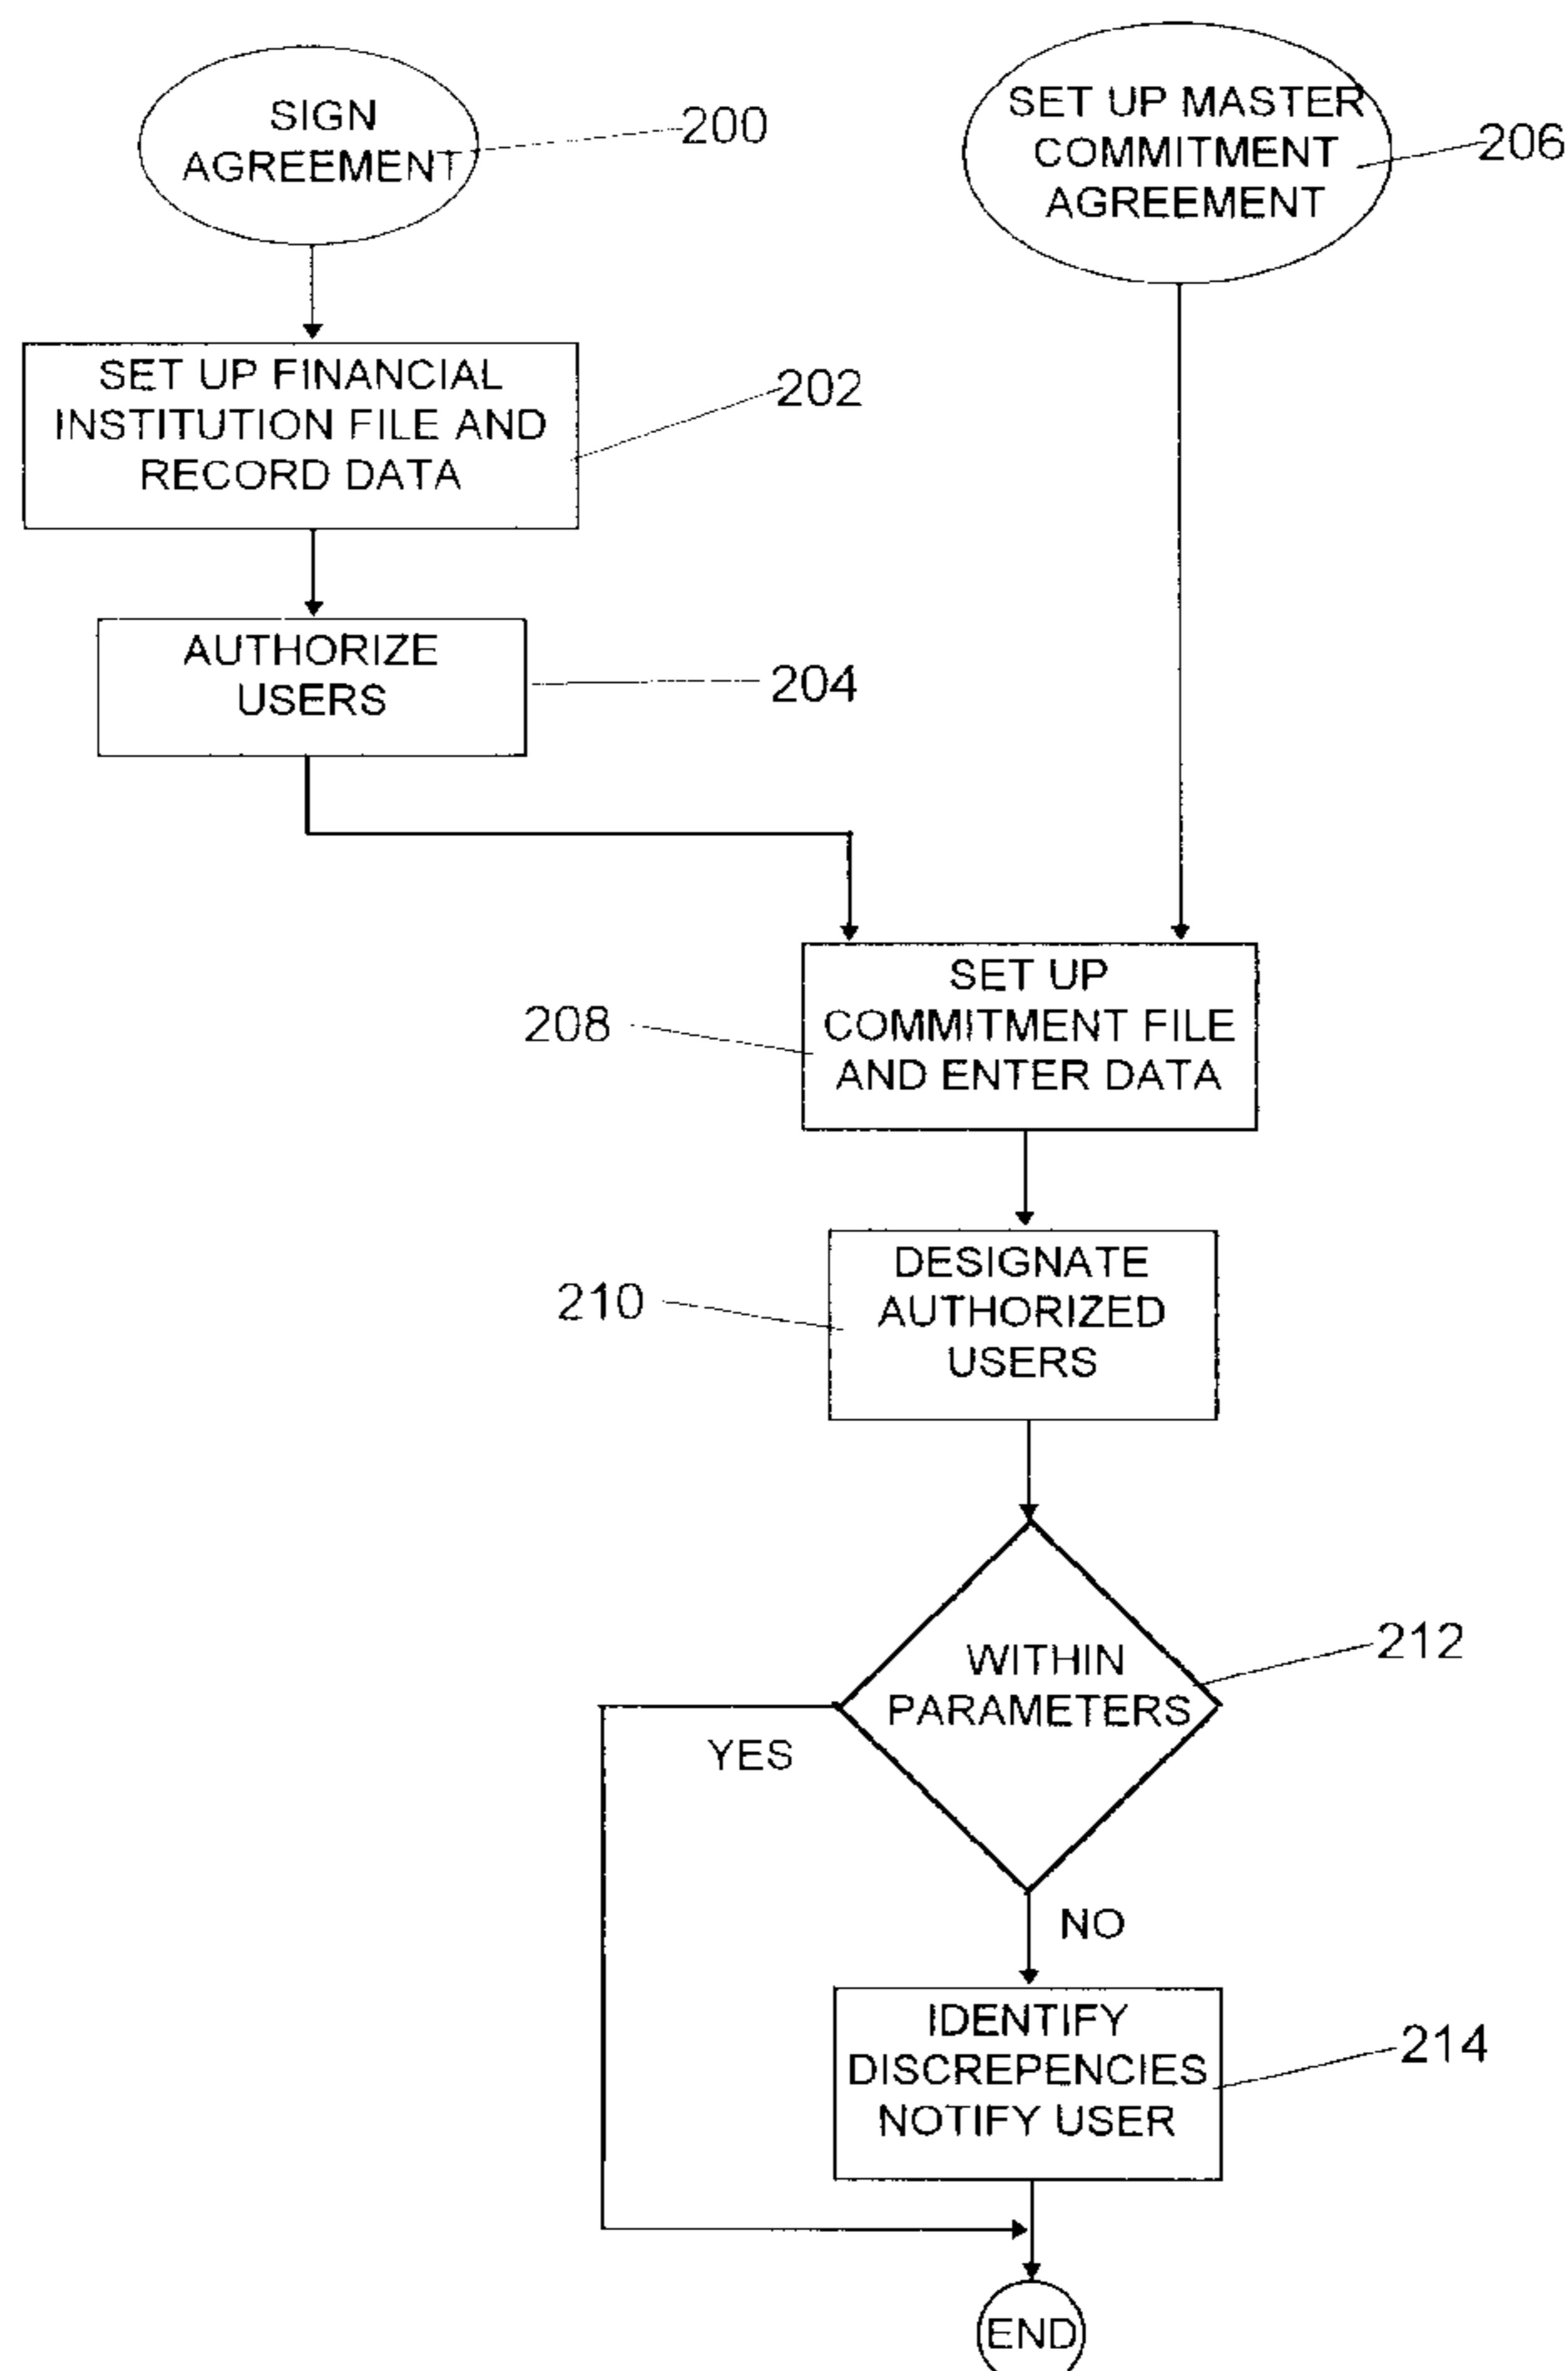 SIGN
AGREEMENT
200
SET UP MASTER
COMMITMENT
AGREEMENT
206
SET UP FINANCIAL
INSTITUTION FILE AND
RECORD DATA
202
AUTHORIZE
USERS
204
SET UP
COMMITMENT FILE
AND ENTER DATA
208
DESIGNATE
AUTHORIZED
USERS
210
WITHIN
PARAMETERS
212
YES
NO
IDENTIFY
DISCREPENCIES
NOTIFY USER
214
END